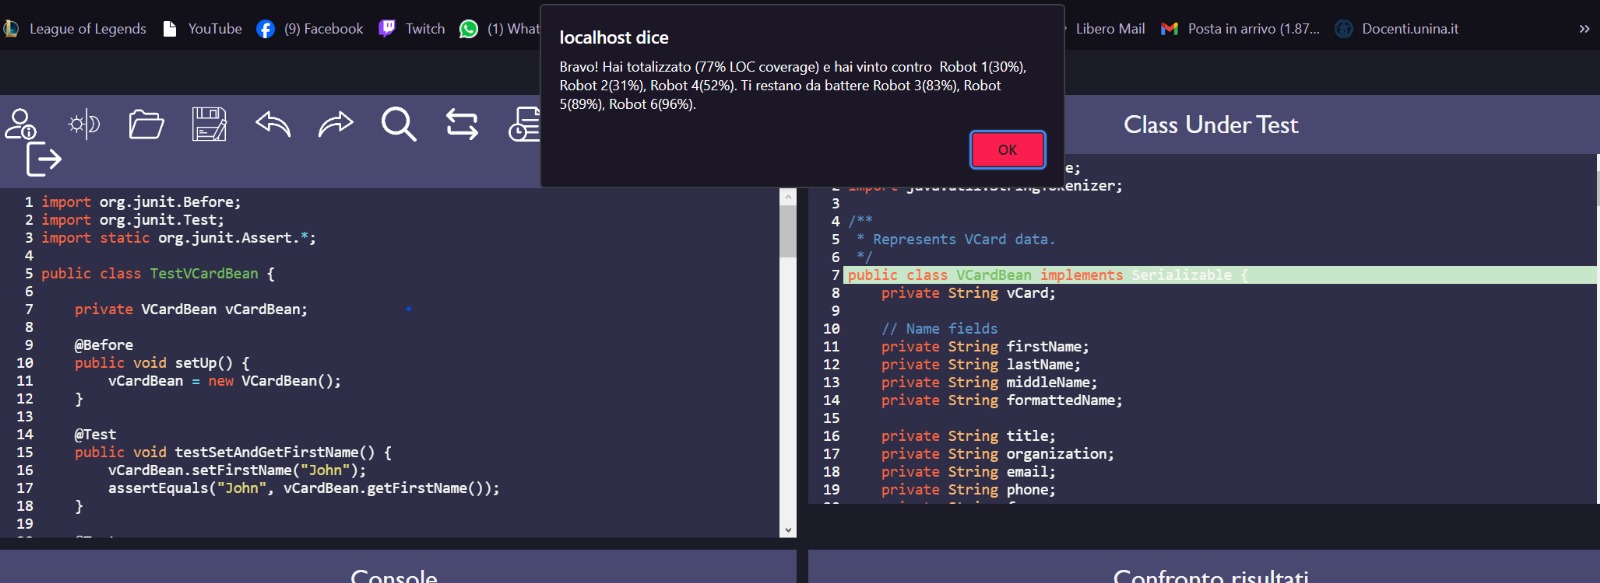 League of Legends YouTube (9) Facebook Twitch (1) What Libero Mail Posta in arrivo (1.87... Docenti.unina.it »
localhost dice
Bravo! Hai totalizzato (77% LOC coverage) e hai vinto contro Robot 1(30%),
Robot 2(31%), Robot 4(52%). Ti restano da battere Robot 3(83%), Robot
5(89%), Robot 6(96%).
OK
1 import org.junit.Before;
2 import org.junit.Test;
3 import static org.junit.Assert.*;
4
5 public class TestVCardBean {
6
7 private VCardBean vCardBean;
8
9 @Before
10 public void setUp() {
11 vCardBean = new VCardBean();
12 }
13
14 @Test
15 public void testSetAndGetFirstName() {
16 vCardBean.setFirstName("John");
17 assertEquals("John", vCardBean.getFirstName());
18 }
19
Console
Class Under Test
e;
2 import java.util.StringTokenizer;
3
4 /**
5 * Represents VCard data.
6 */
7 public class VCardBean implements Serializable {
8 private String vCard;
9
10 // Name fields
11 private String firstName;
12 private String lastName;
13 private String middleName;
14 private String formattedName;
15
16 private String title;
17 private String organization;
18 private String email;
19 private String phone;
Confronto risultati